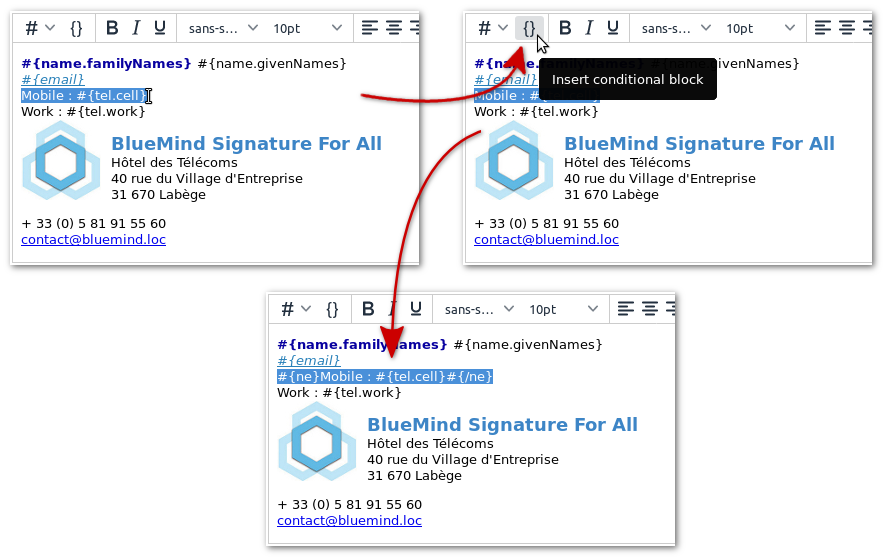 # {} B I U sans-s... 10pt
#{name.familyNames} #{name.givenNames}
#{email}
Mobile : #{tel.cell}
Work : #{tel.work}
BlueMind Signature For All
Hôtel des Télécoms
40 rue du Village d'Entreprise
31 670 Labège
+ 33 (0) 5 81 91 55 60
contact@bluemind.loc
# {} B I U sans-s... 10pt
Insert conditional block
#{name.givenNames}
#{email}
Mobile :
Work : #{tel.work}
BlueMind Signature For All
Hôtel des Télécoms
40 rue du Village d'Entreprise
31 670 Labège
+ 33 (0) 5 81 91 55 60
contact@bluemind.loc
# {} B I U sans-s... 10pt
#{name.familyNames} #{name.givenNames}
#{email}
#{ne}Mobile : #{tel.cell}#{/ne}
Work : #{tel.work}
BlueMind Signature For All
Hôtel des Télécoms
40 rue du Village d'Entreprise
31 670 Labège
+ 33 (0) 5 81 91 55 60
contact@bluemind.loc